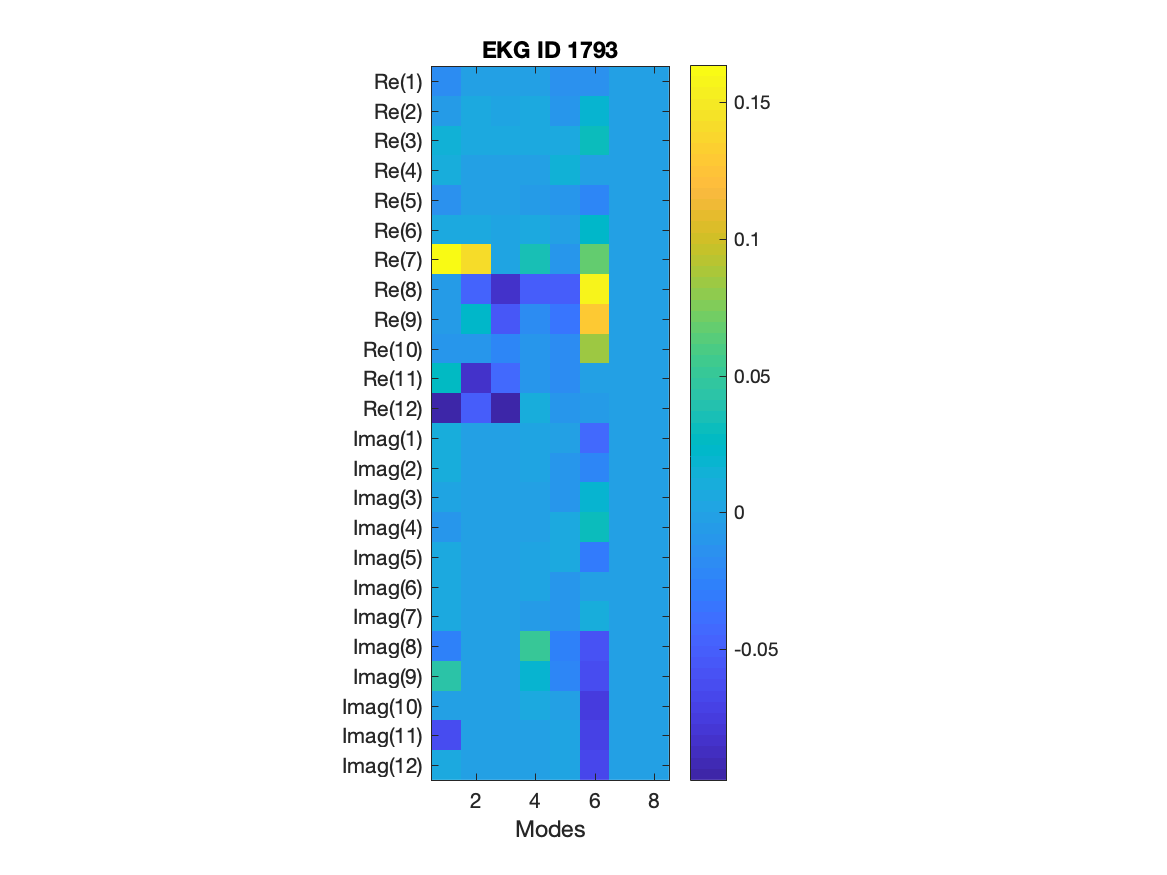 EKG ID 1793
Re(1)
Re(2)
Re(3)
Re(4)
Re(5)
Re(6)
Re(7)
Re(8)
Re(9)
Re(10)
Re(11)
Re(12)
Imag(1)
Imag(2)
Imag(3)
Imag(4)
Imag(5)
Imag(6)
Imag(7)
Imag(8)
Imag(9)
Imag(10)
Imag(11)
Imag(12)
2 4 6 8
Modes
0.15
0.1
0.05
0
-0.05